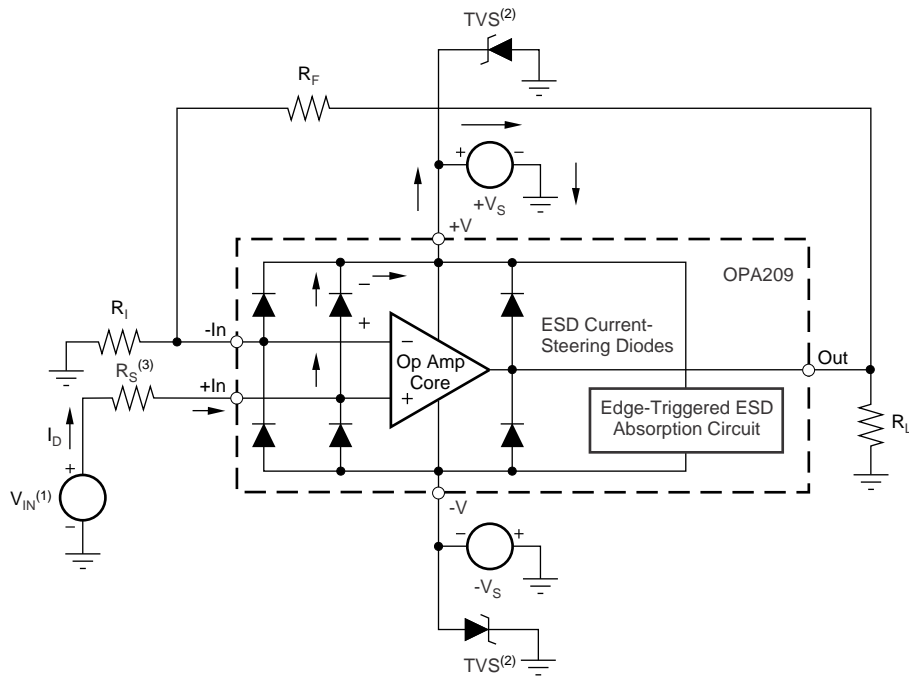 TVS(2)
RF
+ −
+VS
+V
OPA209
RI
-In
−
+
ESD Current-
Steering Diodes
Op Amp
Core
−
+
Out
RS(3)
+In
Edge-Triggered ESD
Absorption Circuit
RL
ID
+
VIN(1)
−
-V
− +
-VS
TVS(2)